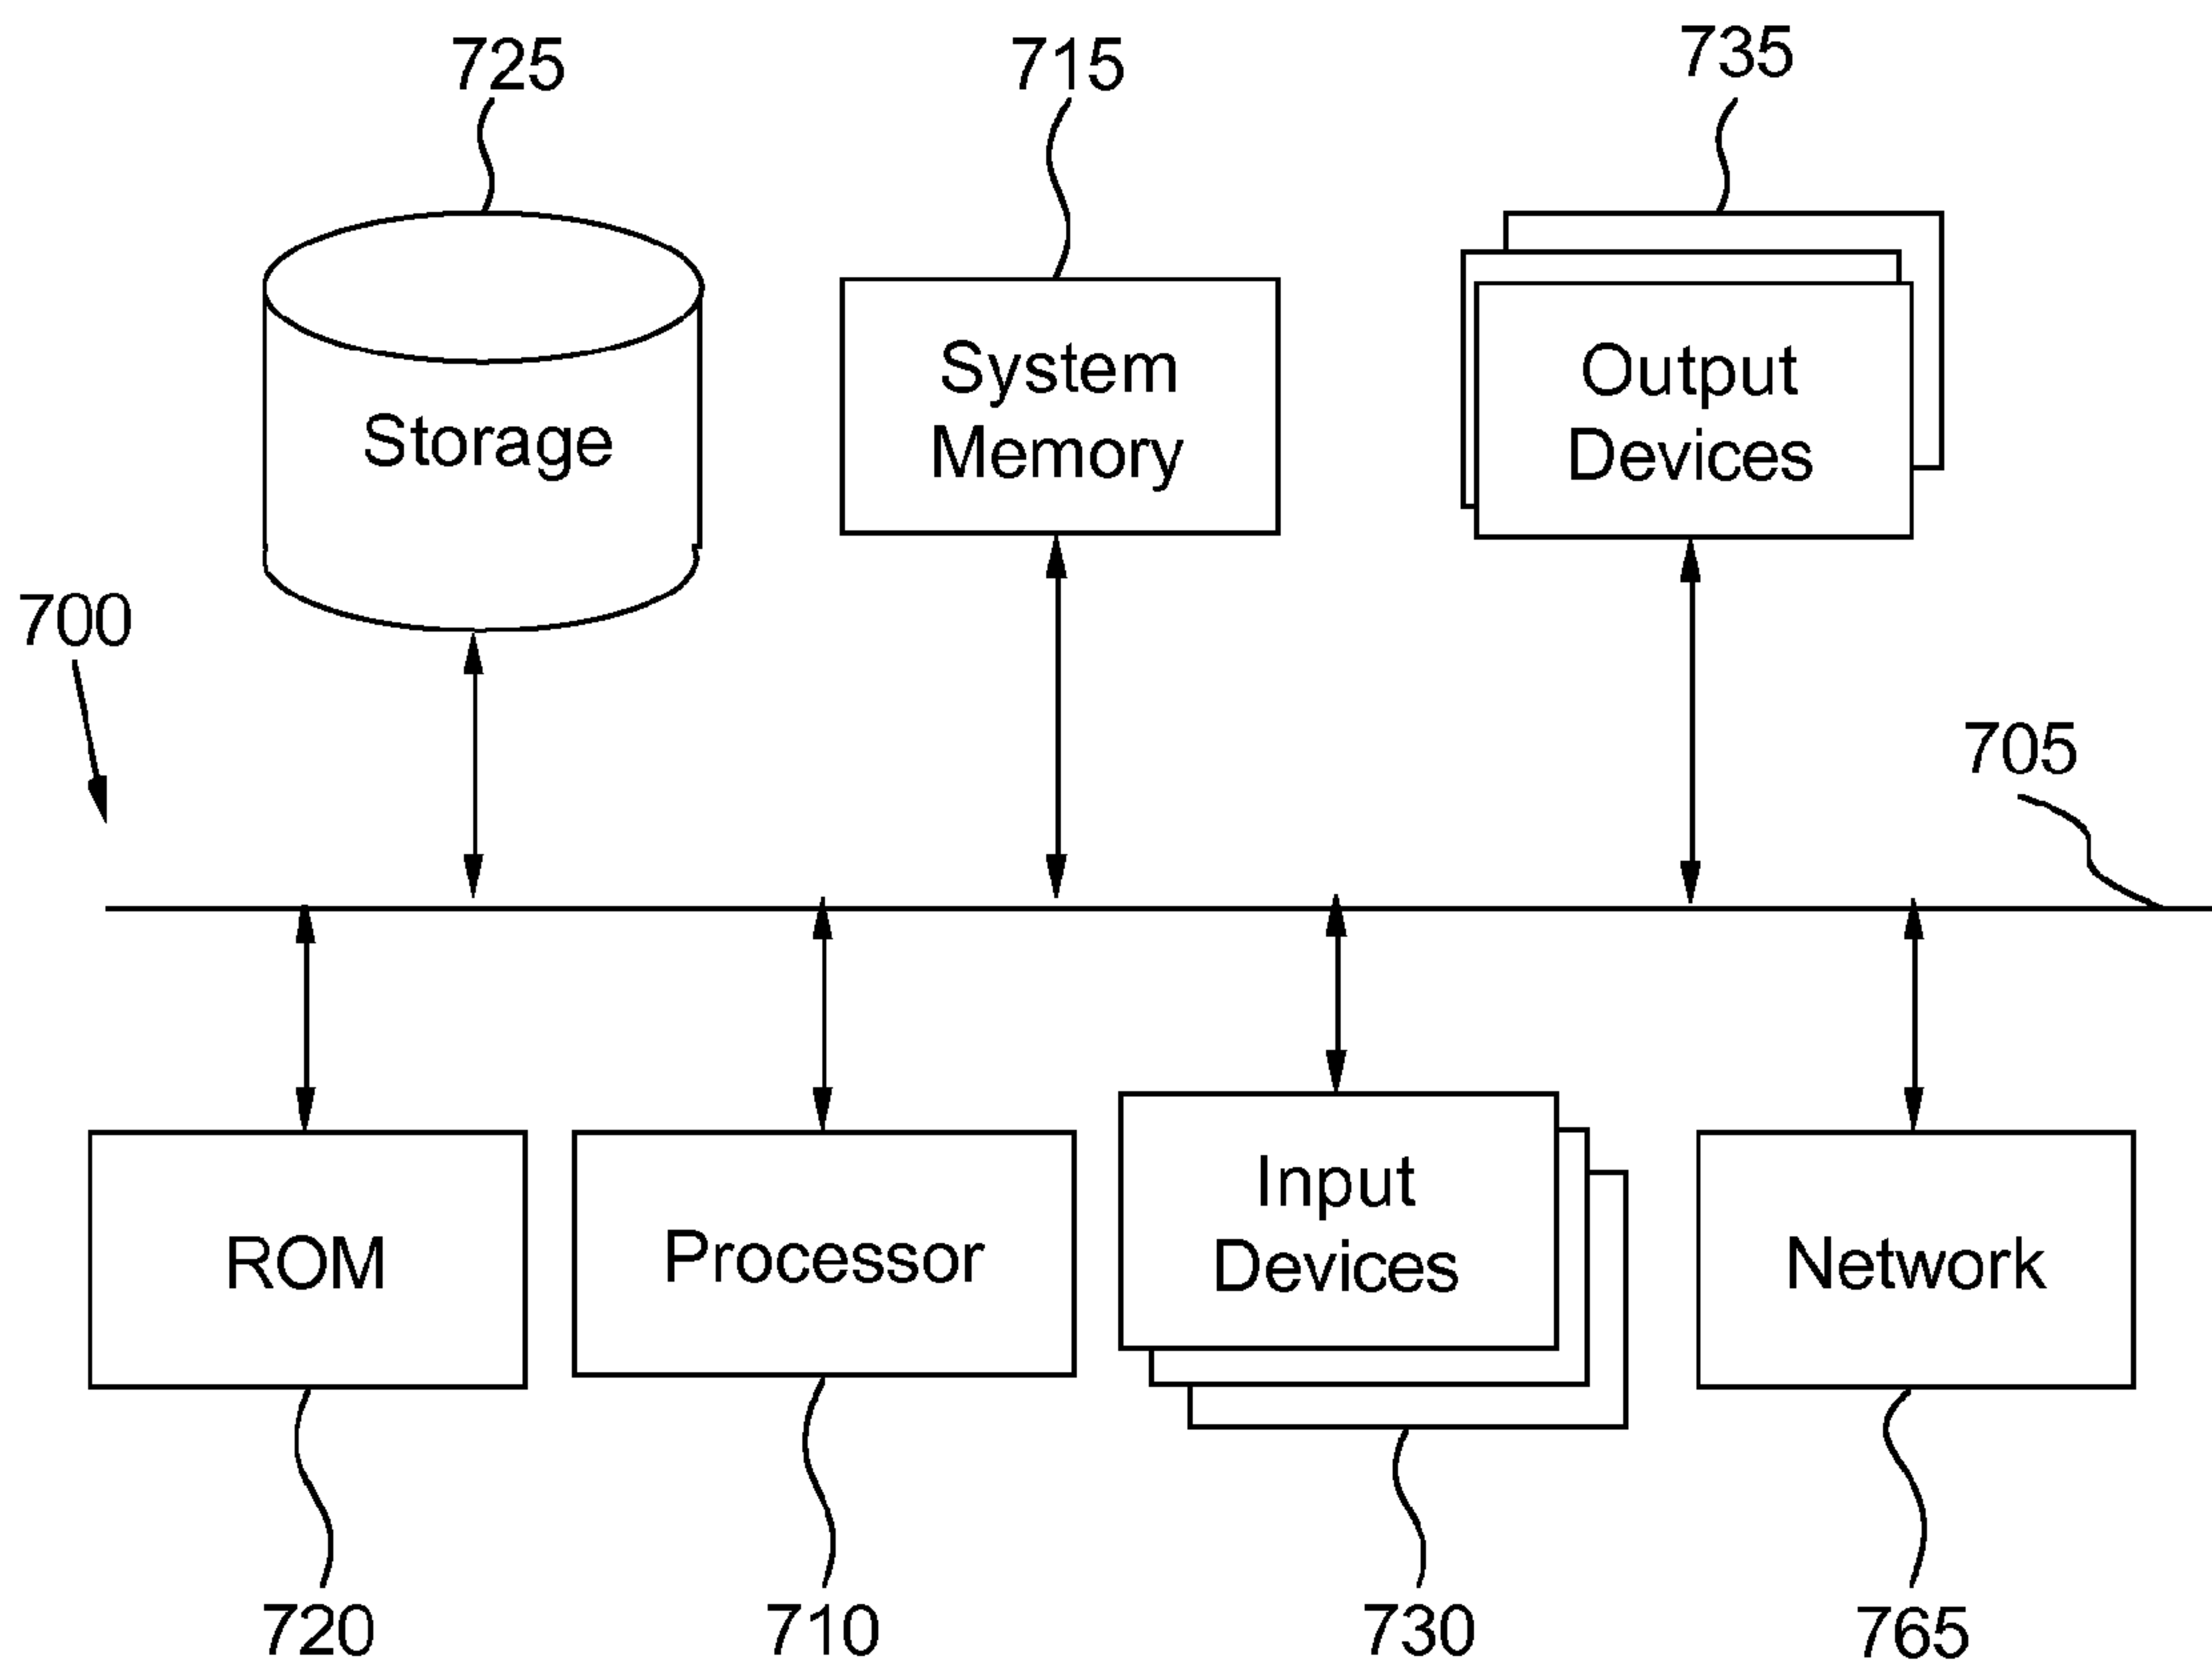 725
715
735
Storage
System
Memory
Output
Devices
700
705
ROM
Processor
Input
Devices
Network
720
710
730
765